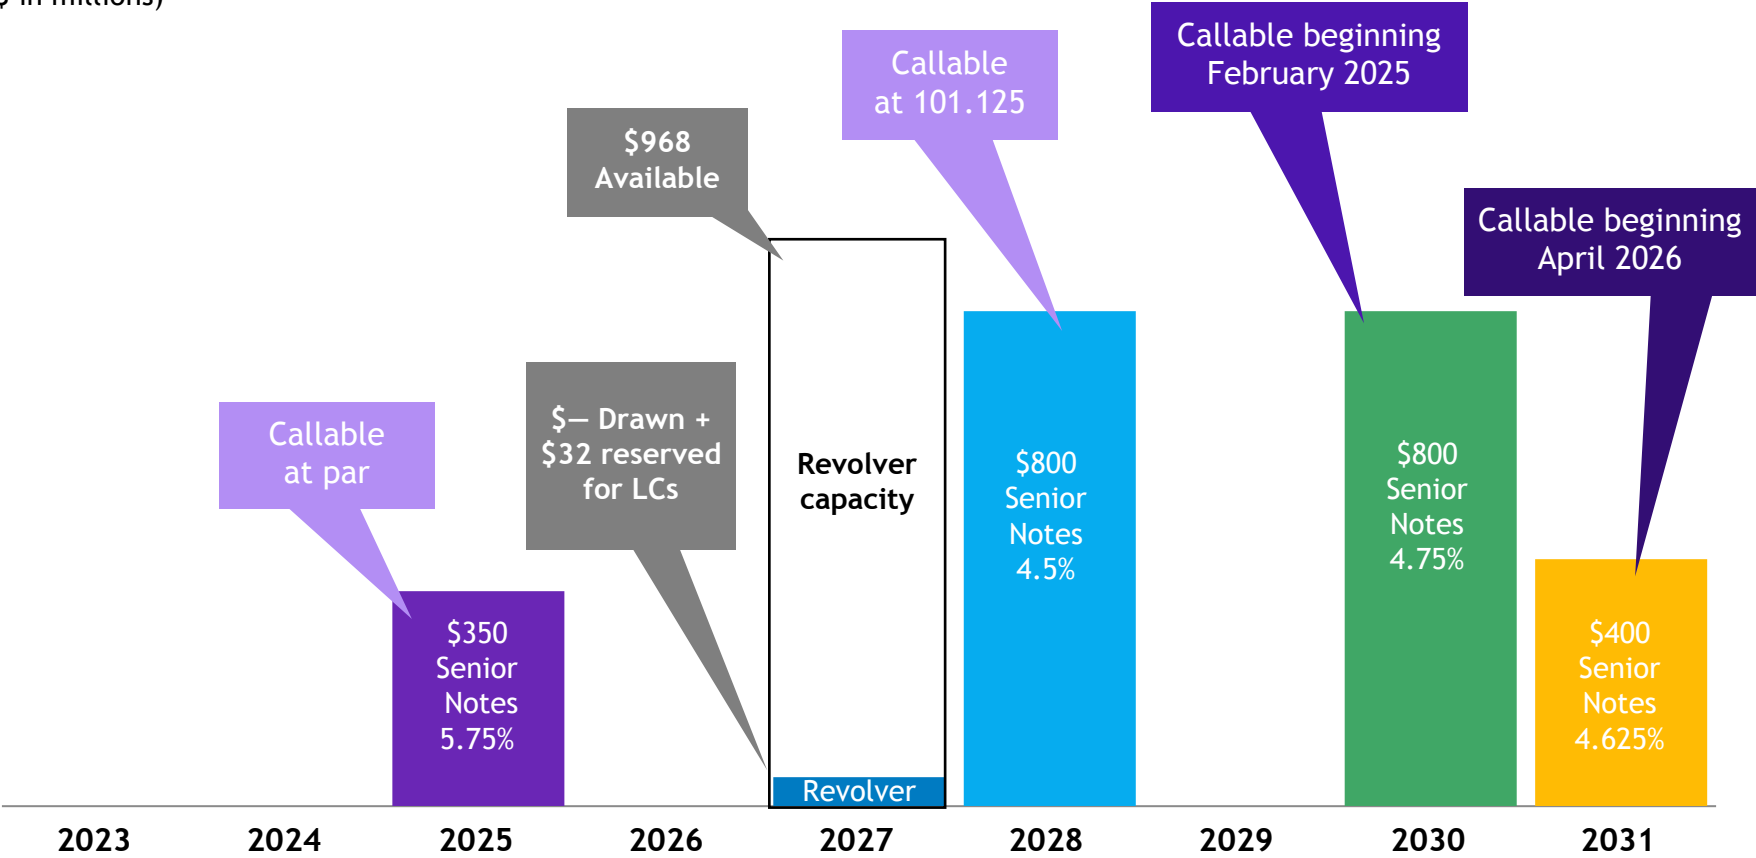 $ in millions)
Callable beginning
February 2025
Callable
at 101.125
$968
Available
Callable beginning
April 2026
$— Drawn +
$32 reserved
for LCs
Callable
at par
Revolver
capacity
$800
Senior
Notes
4.5%
$800
Senior
Notes
4.75%
$350
Senior
Notes
5.75%
$400
Senior
Notes
4.625%
Revolver
2023 2024 2025 2026 2027 2028 2029 2030 2031